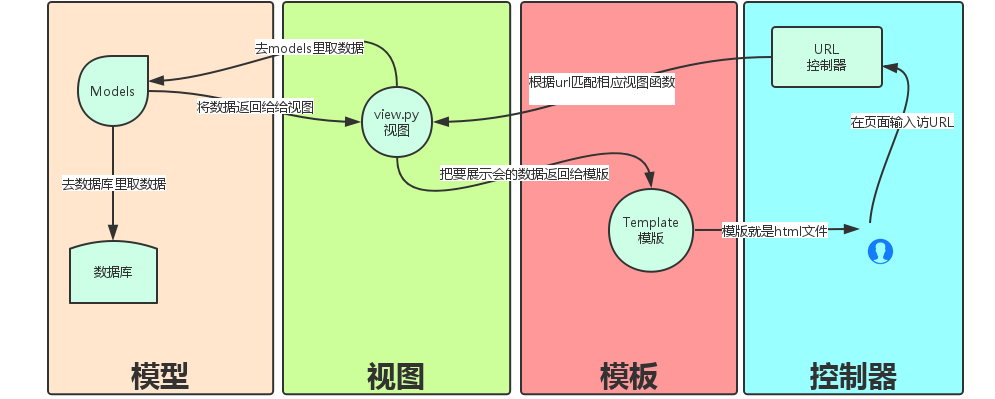 去models里取数据
URL
控制器
根据url匹配相应视图函数
Models
将数据返回给给视图
view.py
视图
在页面输入访URL
把要展示会的数据返回给模版
去数据库里取数据
Template
模版
模版就是html文件
数据库
模型
视图
模板
控制器